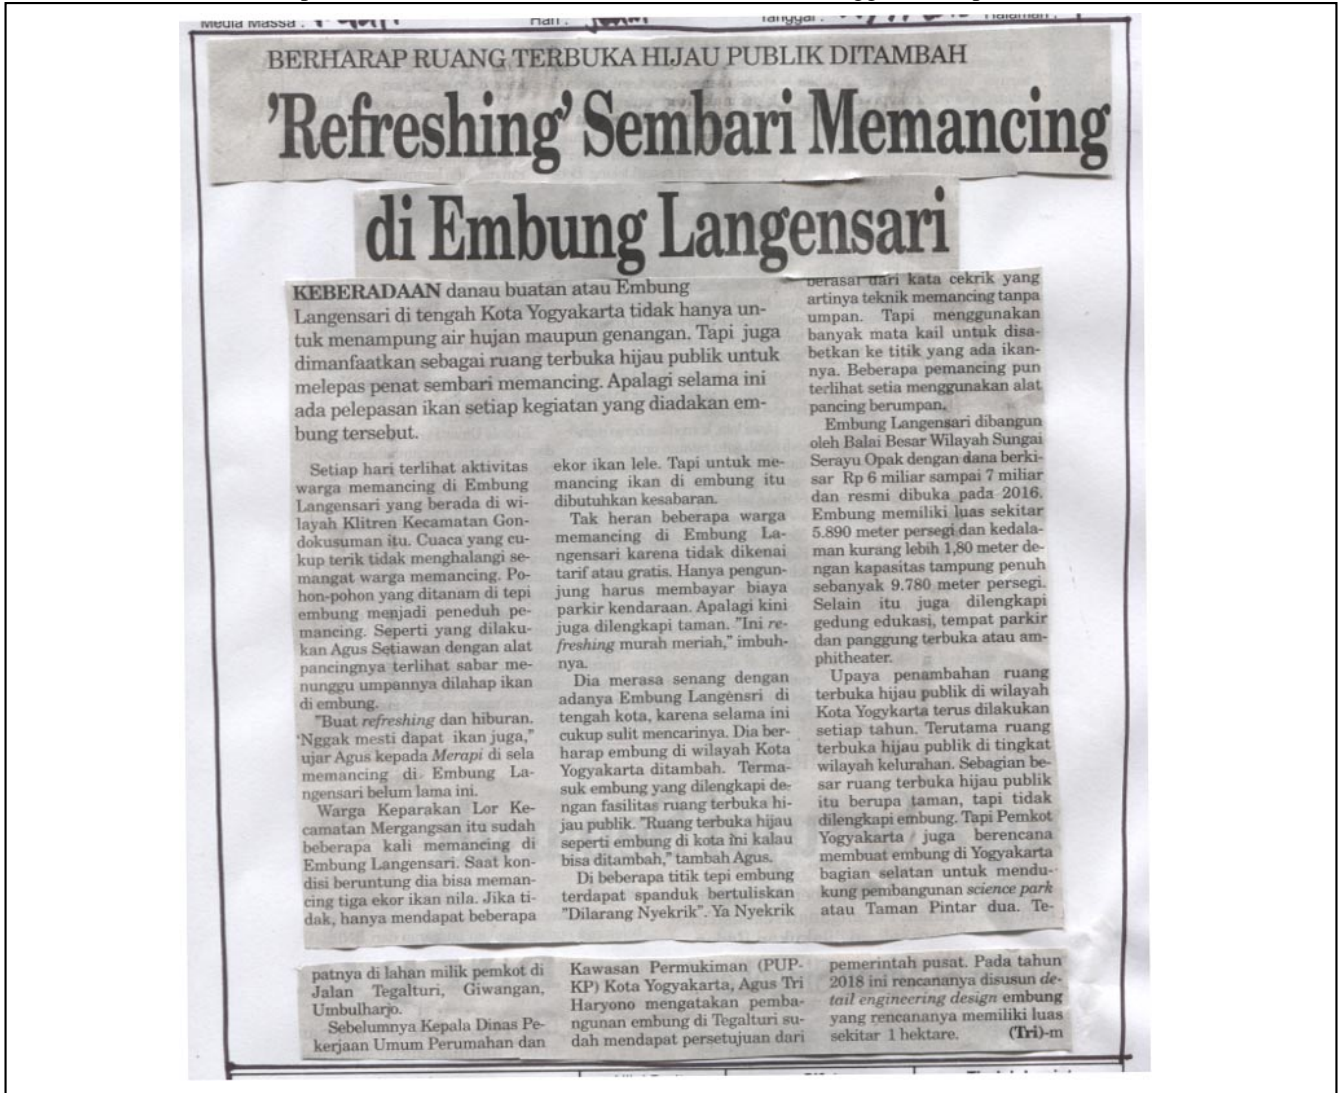 Media Massa :
Hari :
Tanggal :
Halaman :
BERHARAP RUANG TERBUKA HIJAU PUBLIK DITAMBAH
'Refreshing' Sembari Memancing
di Embung Langensari
KEBERADAAN danau buatan atau Embung
Langensari di tengah Kota Yogyakarta tidak hanya un-
tuk menampung air hujan maupun genangan. Tapi juga
dimanfaatkan sebagai ruang terbuka hijau publik untuk
melepas penat sembari memancing. Apalagi selama ini
ada pelepasan ikan setiap kegiatan yang diadakan em-
bung tersebut.
Setiap hari terlihat aktivitas
warga memancing di Embung
Langensari yang berada di wi-
layah Klitren Kecamatan Gon-
dokusuman itu. Cuaca yang cu-
kup terik tidak menghalangi se-
mangat warga memancing. Po-
hon-pohon yang ditanam di tepi
embung menjadi peneduh pe-
mancing. Seperti yang dilaku-
kan Agus Setiawan dengan alat
pancingnya terlihat sabar me-
nunggu umpannya dilahap ikan
di embung.
"Buat refreshing dan hiburan.
'Nggak mesti dapat ikan juga,"
ujar Agus kepada Merapi di sela
memancing di Embung La-
ngensari belum lama ini.
Warga Keparakan Lor Ke-
camatan Mergangsan itu sudah
beberapa kali memancing di
Embung Langensari. Saat kon-
disi beruntung dia bisa meman-
cing tiga ekor ikan nila. Jika ti-
dak, hanya mendapat beberapa
ekor ikan lele. Tapi untuk me-
mancing ikan di embung itu
dibutuhkan kesabaran.
Tak heran beberapa warga
memancing di Embung La-
ngensari karena tidak dikenai
tarif atau gratis. Hanya pengun-
jung harus membayar biaya
parkir kendaraan. Apalagi kini
juga dilengkapi taman. "Ini re-
freshing murah meriah," imbuh-
nya.
Dia merasa senang dengan
adanya Embung Langensri di
tengah kota, karena selama ini
cukup sulit mencarinya. Dia ber-
harap embung di wilayah Kota
Yogyakarta ditambah. Terma-
suk embung yang dilengkapi de-
ngan fasilitas ruang terbuka hi-
jau publik. "Ruang terbuka hijau
seperti embung di kota ini kalau
bisa ditambah," tambah Agus.
Di beberapa titik tepi embung
terdapat spanduk bertuliskan
"Dilarang Nyekrik". Ya Nyekrik
berasal dari kata cekrik yang
artinya teknik memancing tanpa
umpan. Tapi menggunakan
banyak mata kail untuk disa-
betkan ke titik yang ada ikan-
nya. Beberapa pemancing pun
terlihat setia menggunakan alat
pancing berumpan.
Embung Langensari dibangun
oleh Balai Besar Wilayah Sungai
Serayu Opak dengan dana berki-
sar Rp 6 miliar sampai 7 miliar
dan resmi dibuka pada 2016.
Embung memiliki luas sekitar
5.890 meter persegi dan kedala-
man kurang lebih 1,80 meter de-
ngan kapasitas tampung penuh
sebanyak 9.780 meter persegi.
Selain itu juga dilengkapi
gedung edukasi, tempat parkir
dan panggung terbuka atau am-
phitheater.
Upaya penambahan ruang
terbuka hijau publik di wilayah
Kota Yogykarta terus dilakukan
setiap tahun. Terutama ruang
terbuka hijau publik di tingkat
wilayah kelurahan. Sebagian be-
sar ruang terbuka hijau publik
itu berupa taman, tapi tidak
dilengkapi embung. Tapi Pemkot
Yogyakarta juga berencana
membuat embung di Yogyakarta
bagian selatan untuk mendu-
kung pembangunan science park
atau Taman Pintar dua. Te-
patnya di lahan milik pemkot di
Jalan Tegalturi, Giwangan,
Umbulharjo.
Sebelumnya Kepala Dinas Pe-
kerjaan Umum Perumahan dan
Kawasan Permukiman (PUP-
KP) Kota Yogyakarta, Agus Tri
Haryono mengatakan pemba-
ngunan embung di Tegalturi su-
dah mendapat persetujuan dari
pemerintah pusat. Pada tahun
2018 ini rencananya disusun de-
tail engineering design embung
yang rencananya memiliki luas
sekitar 1 hektare. (Tri)-m